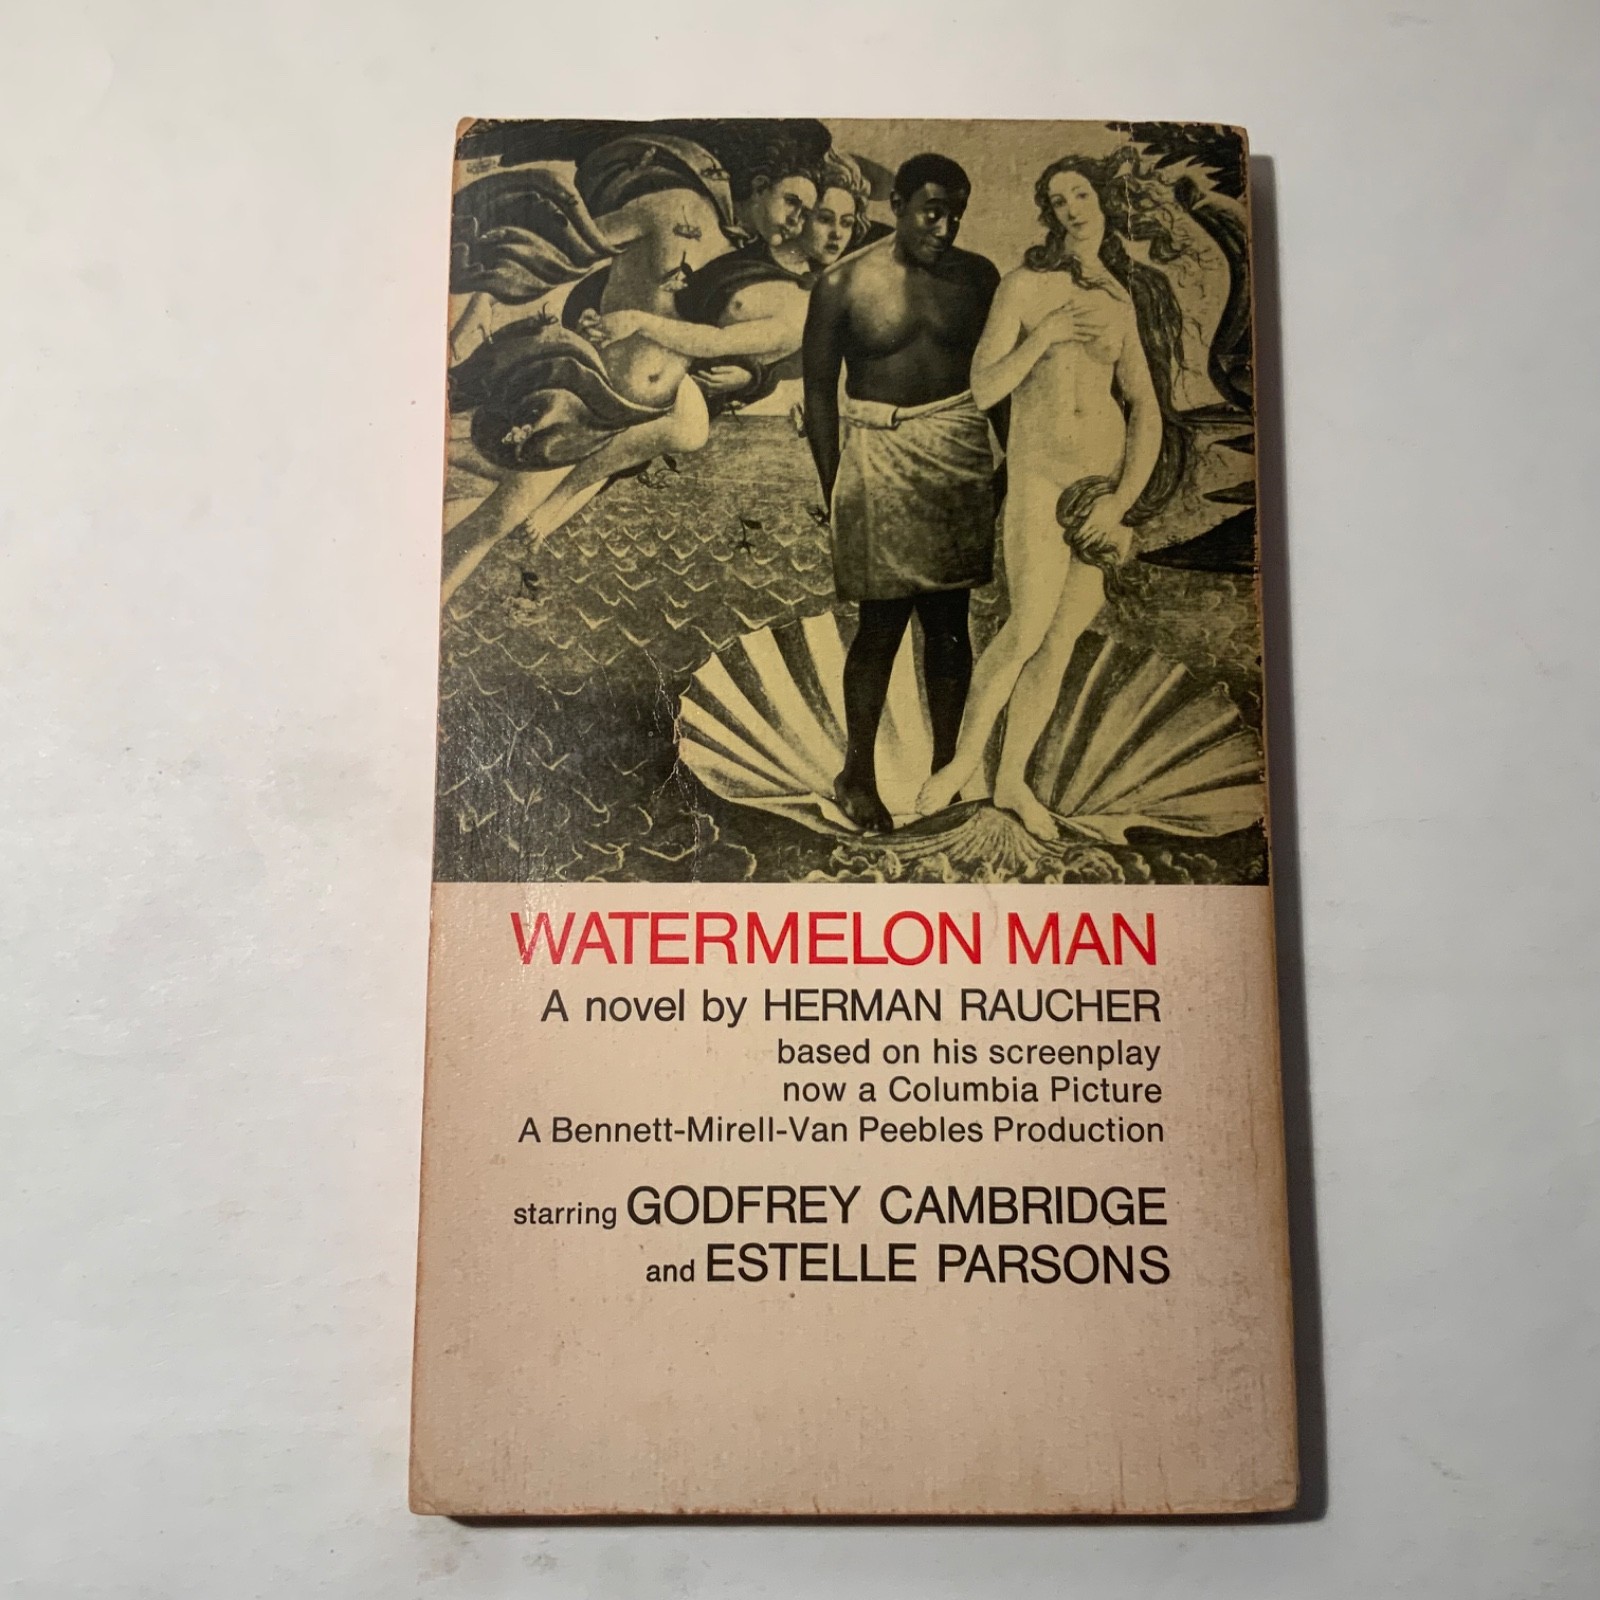 WATERMELON MAN
A novel by HERMAN RAUCHER
based on his screenplay
now a Columbia Picture
A Bennett-Mirell-Van Peebles Production
starring GODFREY CAMBRIDGE
and ESTELLE PARSONS